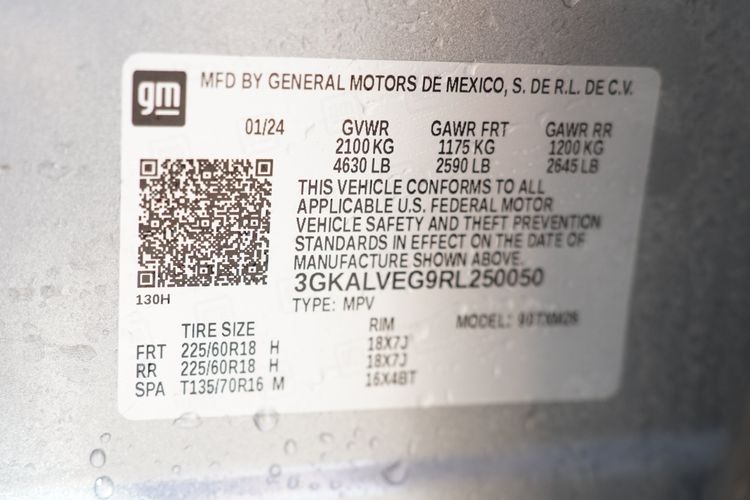 gm MFD BY GENERAL MOTORS DE MEXICO, S. DE R.L. DE C.V.
01/24 GVWR GAWR FRT GAWR RR
2100 KG 1175 KG 1200 KG
4630 LB 2590 LB 2645 LB
THIS VEHICLE CONFORMS TO ALL
APPLICABLE U.S. FEDERAL MOTOR
VEHICLE SAFETY AND THEFT PREVENTION
STANDARDS IN EFFECT ON THE DATE OF
MANUFACTURE SHOWN ABOVE.
3GKALVEG9RL250050
130H
TYPE: MPV
TIRE SIZE RIM MODEL:
FRT 225/60R18 H 18X7J
RR 225/60R18 H 18X7J
SPA T135/70R16 M 16X4BT